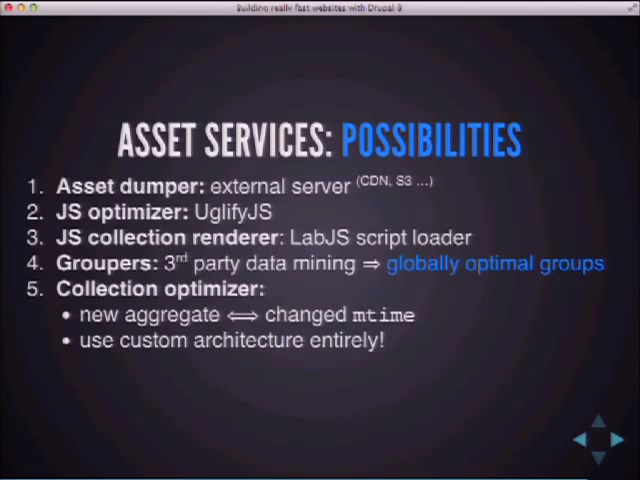 Building really fast websites with Drupal 8
ASSET SERVICES: POSSIBILITIES
1. Asset dumper: external server (CDN, S3 ...)
2. JS optimizer: UglifyJS
3. JS collection renderer: LabJS script loader
4. Groupers: 3rd party data mining ⇒ globally optimal groups
5. Collection optimizer:
• new aggregate ⟺ changed mtime
• use custom architecture entirely!